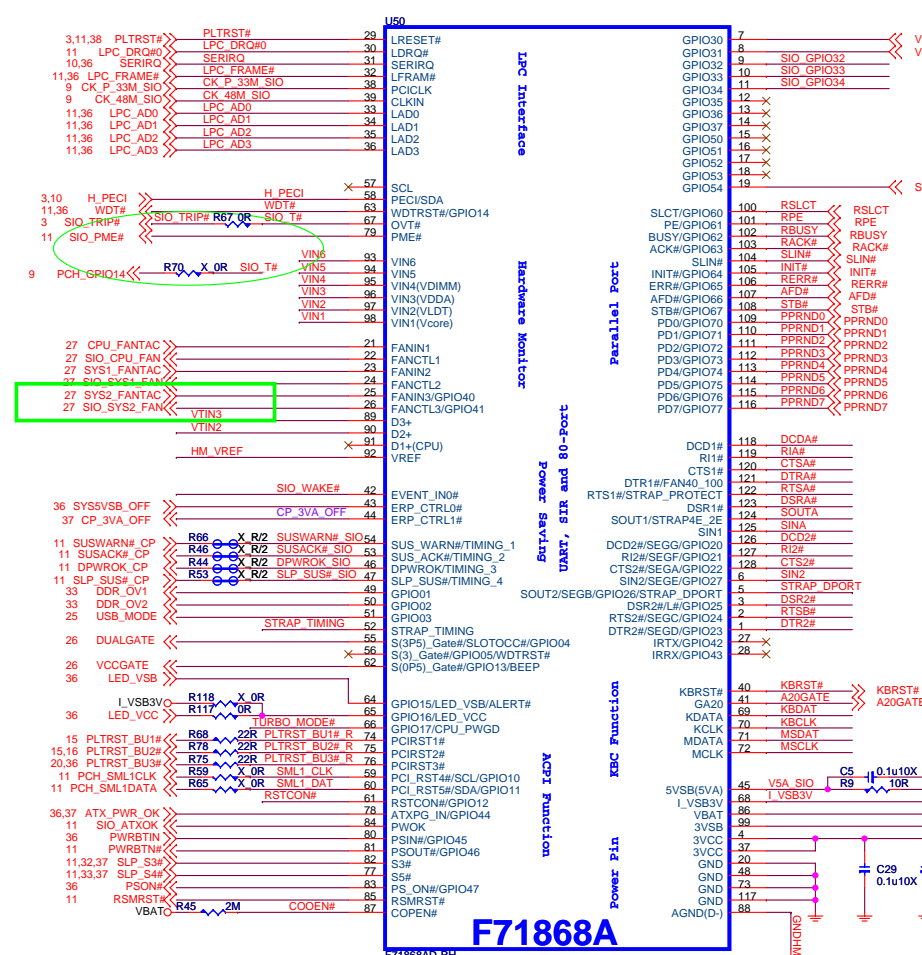 U50
3,11,38 PLTRST# PLTRST# 29 LRESET#
11 LPC_DRQ#0 LPC_DRQ#0 30 LDRQ#
10,36 SERIRQ SERIRQ 31 SERIRQ
11,36 LPC_FRAME# LPC_FRAME# 32 LFRAM#
9 CK_P_33M_SIO CK_P_33M_SIO 38 PCICLK
9 CK_48M_SIO CK_48M_SIO 39 CLKIN
11,36 LPC_AD0 LPC_AD0 33 LAD0
11,36 LPC_AD1 LPC_AD1 34 LAD1
11,36 LPC_AD2 LPC_AD2 35 LAD2
11,36 LPC_AD3 LPC_AD3 36 LAD3
57 SCL
3,10 H_PECI H_PECI 58 PECI/SDA
11,36 WDT# WDT# 63 WDTRST#/GPIO14
3 SIO_TRIP# SIO_TRIP# R67 0R SIO_T# 67 OVT#
11 SIO_PME# 79 PME#
VIN6 93 VIN6
9 PCH_GPIO14 R70 X_0R SIO_T# VIN5 94 VIN5
VIN4 95 VIN4(VDIMM)
VIN3 96 VIN3(VDDA)
VIN2 97 VIN2(VLDT)
VIN1 98 VIN1(Vcore)
27 CPU_FANTAC 21 FANIN1
27 SIO_CPU_FAN 22 FANCTL1
27 SYS1_FANTAC 23 FANIN2
27 SIO_SYS1_FAN 24 FANCTL2
27 SYS2_FANTAC 25 FANIN3/GPIO40
27 SIO_SYS2_FAN 26 FANCTL3/GPIO41
VTIN3 89 D3+
VTIN2 90 D2+
91 D1+(CPU)
HM_VREF 92 VREF
SIO_WAKE# 42 EVENT_IN0#
36 SYS5VSB_OFF 43 ERP_CTRL0#
37 CP_3VA_OFF CP_3VA_OFF 44 ERP_CTRL1#
11 SUSWARN#_CP R66 X_R/2 SUSWARN#_SIO 54 SUS_WARN#/TIMING_1
11 SUSACK#_CP R46 X_R/2 SUSACK#_SIO 53 SUS_ACK#/TIMING_2
11 DPWROK_CP R44 X_R/2 DPWROK_SIO 46 DPWROK/TIMING_3
11 SLP_SUS#_CP R53 X_R/2 SLP_SUS#_SIO 47 SLP_SUS#/TIMING_4
33 DDR_OV1 49 GPIO01
33 DDR_OV2 50 GPIO02
25 USB_MODE 51 GPIO03
STRAP_TIMING 52 STRAP_TIMING
26 DUALGATE 55 S(3P5)_Gate#/SLOTOCC#/GPIO04
56 S(3)_Gate#/GPIO05/WDTRST#
26 VCCGATE 62 S(0P5)_Gate#/GPIO13/BEEP
36 LED_VSB
I_VSB3V R118 X_0R 64 GPIO15/LED_VSB/ALERT#
36 LED_VCC R117 0R 65 GPIO16/LED_VCC
TURBO_MODE# 66 GPIO17/CPU_PWGD
15 PLTRST_BU1# R68 22R PLTRST_BU1#_R 74 PCIRST1#
15,16 PLTRST_BU2# R78 22R PLTRST_BU2#_R 75 PCIRST2#
20,36 PLTRST_BU3# R75 22R PLTRST_BU3#_R 76 PCIRST3#
11 PCH_SML1CLK R59 X_0R SML1_CLK 59 PCI_RST4#/SCL/GPIO10
11 PCH_SML1DATA R65 X_0R SML1_DAT 60 PCI_RST5#/SDA/GPIO11
RSTCON# 61 RSTCON#/GPIO12
36,37 ATX_PWR_OK 78 ATXPG_IN/GPIO44
11 SIO_ATXOK 84 PWOK
36 PWRBTIN 80 PSIN#/GPIO45
11 PWRBTN# 81 PSOUT#/GPIO46
11,32,37 SLP_S3# 82 S3#
11,33,37 SLP_S4# 77 S5#
36 PSON# 83 PS_ON#/GPIO47
11 RSMRST# 85 RSMRST#
VBAT R45 2M COOEN# 87 COPEN#
LPC Interface
Hardware Monitor
Power Saving
ACPI Function
Parallel Port
UART, SIR and 80-Port
KBC Function
Power Pin
GPIO30 7 V
GPIO31 8 V
GPIO32 9 SIO_GPIO32
GPIO33 10 SIO_GPIO33
GPIO34 11 SIO_GPIO34
GPIO35 12
GPIO36 13
GPIO37 14
GPIO50 15
GPIO51 16
GPIO52 17
GPIO53 18
GPIO54 19 S
SLCT/GPIO60 100 RSLCT RSLCT
PE/GPIO61 101 RPE RPE
BUSY/GPIO62 102 RBUSY RBUSY
ACK#/GPIO63 103 RACK# RACK#
SLIN# 104 SLIN# SLIN#
INIT#/GPIO64 105 INIT# INIT#
ERR#/GPIO65 106 RERR# RERR#
AFD#/GPIO66 107 AFD# AFD#
STB#/GPIO67 108 STB# STB#
PD0/GPIO70 109 PPRND0 PPRND0
PD1/GPIO71 110 PPRND1 PPRND1
PD2/GPIO72 111 PPRND2 PPRND2
PD3/GPIO73 112 PPRND3 PPRND3
PD4/GPIO74 113 PPRND4 PPRND4
PD5/GPIO75 114 PPRND5 PPRND5
PD6/GPIO76 115 PPRND6 PPRND6
PD7/GPIO77 116 PPRND7 PPRND7
DCD1# 118 DCDA#
RI1# 119 RIA#
CTS1# 120 CTSA#
DTR1#/FAN40_100 121 DTRA#
RTS1#/STRAP_PROTECT 122 RTSA#
DSR1# 123 DSRA#
SOUT1/STRAP4E_2E 124 SOUTA
SIN1 125 SINA
DCD2#/SEGG/GPIO20 126 DCD2#
RI2#/SEGF/GPIO21 127 RI2#
CTS2#/SEGA/GPIO22 128 CTS2#
SIN2/SEGE/GPIO27 6 SIN2
SOUT2/SEGB/GPIO26/STRAP_DPORT 5 STRAP_DPORT
DSR2#/L#/GPIO25 3 DSR2#
RTS2#/SEGC/GPIO24 2 RTSB#
DTR2#/SEGD/GPIO23 1 DTR2#
IRTX/GPIO42 27
IRRX/GPIO43 28
KBRST# 40 KBRST# KBRST#
GA20 41 A20GATE A20GATE
KDATA 69 KBDAT
KCLK 70 KBCLK
MDATA 71 MSDAT
MCLK 72 MSCLK
5VSB(5VA) 45 V5A_SIO C5 0.1u10X
I_VSB3V 68 I_VSB3V R9 10R
VBAT 86
3VSB 99
3VCC 4
3VCC 37
GND 20
GND 48
GND 73
GND 117
AGND(D-) 88
C29
0.1u10X
GNDHM
F71868A